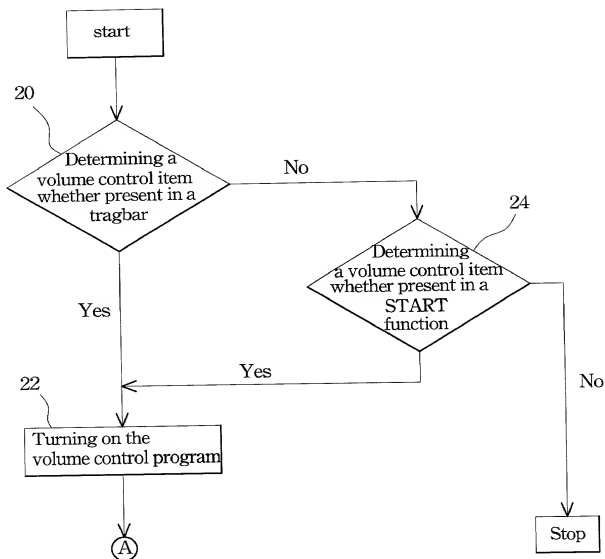 start
20
Determining a
volume control item
whether present in a
tragbar
No
24
Determining
a volume control item
whether present in a
START
function
Yes
Yes
No
22
Turning on the
volume control program
Stop
A